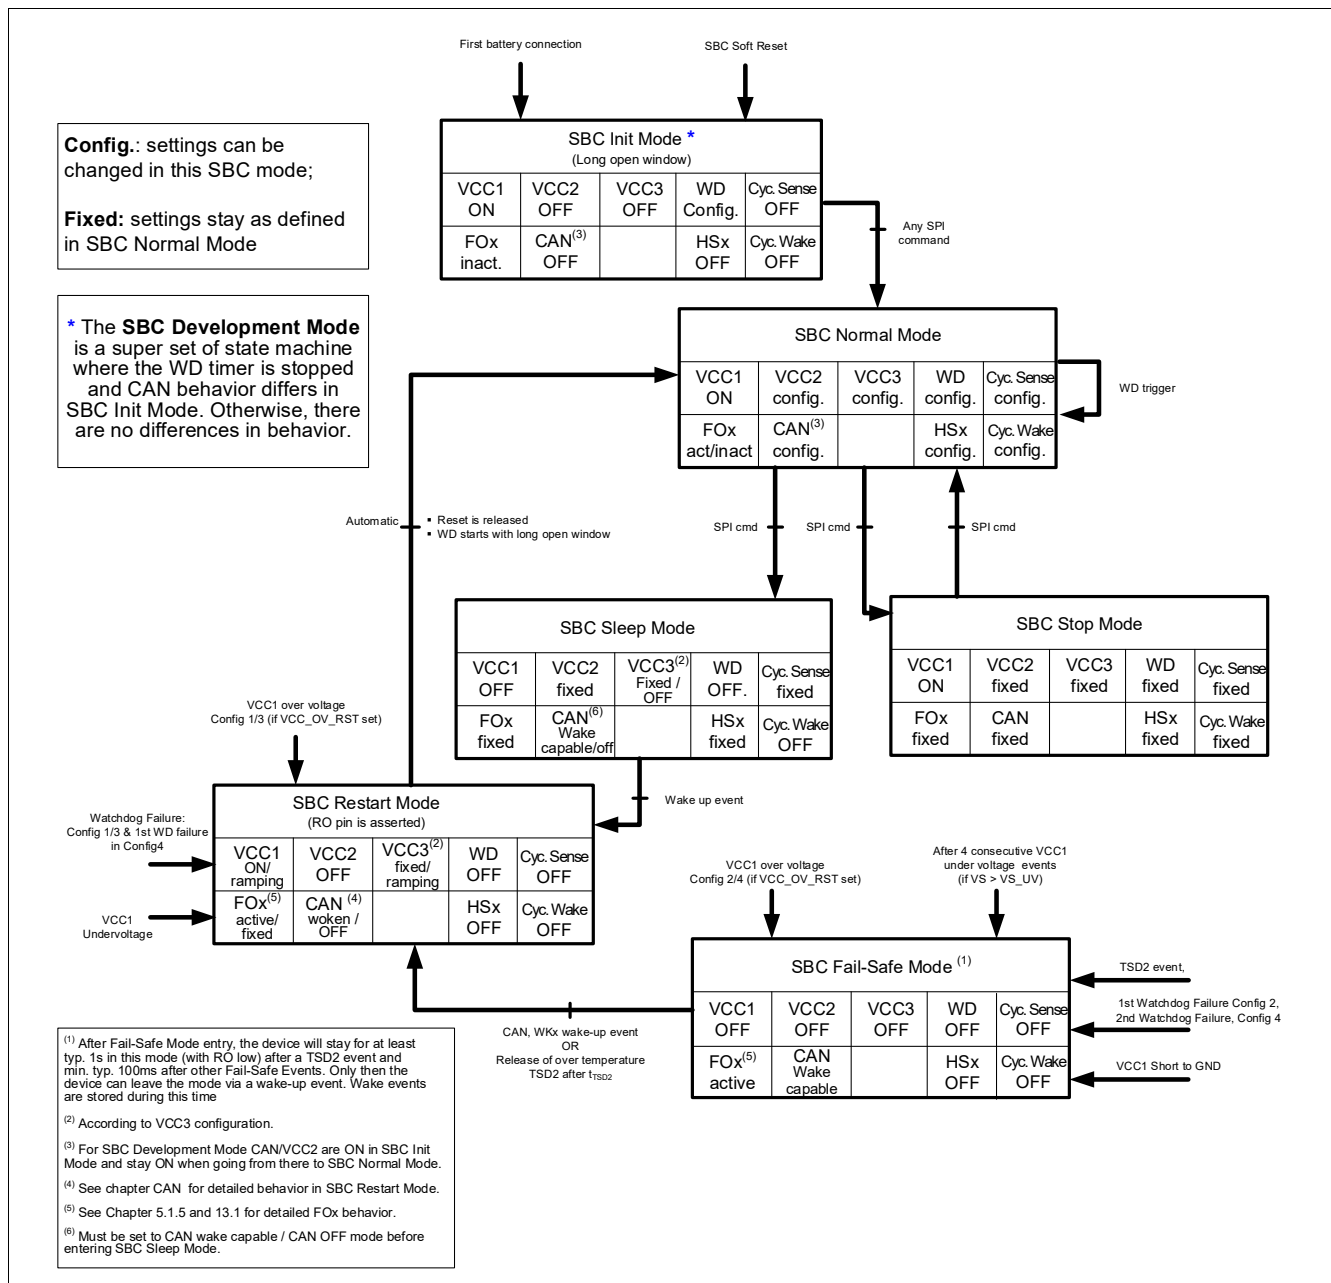 First battery connection
SBC Soft Reset
Config.: settings can be
changed in this SBC mode;
Fixed: settings stay as defined
in SBC Normal Mode
* The SBC Development Mode
is a super set of state machine
where the WD timer is stopped
and CAN behavior differs in
SBC Init Mode. Otherwise, there
are no differences in behavior.
SBC Init Mode *
(Long open window)
VCC1
ON
VCC2
OFF
VCC3
OFF
WD
Config.
Cyc. Sense
OFF
FOx
inact.
CAN(3)
OFF
HSx
OFF
Cyc. Wake
OFF
Any SPI
command
SBC Normal Mode
VCC1
ON
VCC2
config.
VCC3
config.
WD
config.
Cyc. Sense
config.
FOx
act/inact
CAN(3)
config.
HSx
config.
Cyc. Wake
config.
WD trigger
Automatic
▪ Reset is released
▪ WD starts with long open window
SPI cmd
SPI cmd
SPI cmd
SBC Sleep Mode
VCC1
OFF
VCC2
fixed
VCC3(2)
Fixed /
OFF
WD
OFF.
Cyc. Sense
fixed
FOx
fixed
CAN(6)
Wake
capable/off
HSx
fixed
Cyc. Wake
OFF
SBC Stop Mode
VCC1
ON
VCC2
fixed
VCC3
fixed
WD
fixed
Cyc. Sense
fixed
FOx
fixed
CAN
fixed
HSx
fixed
Cyc. Wake
fixed
VCC1 over voltage
Config 1/3 (if VCC_OV_RST set)
Wake up event
Watchdog Failure:
Config 1/3 & 1st WD failure
in Config4
VCC1
Undervoltage
SBC Restart Mode
(RO pin is asserted)
VCC1
ON/
ramping
VCC2
OFF
VCC3(2)
fixed/
ramping
WD
OFF
Cyc. Sense
OFF
FOx(5)
active/
fixed
CAN (4)
woken /
OFF
HSx
OFF
Cyc. Wake
OFF
VCC1 over voltage
Config 2/4 (if VCC_OV_RST set)
After 4 consecutive VCC1
under voltage events
(if VS > VS_UV)
SBC Fail-Safe Mode (1)
VCC1
OFF
VCC2
OFF
VCC3
OFF
WD
OFF
Cyc. Sense
OFF
FOx(5)
active
CAN
Wake
capable
HSx
OFF
Cyc. Wake
OFF
TSD2 event,
1st Watchdog Failure Config 2,
2nd Watchdog Failure, Config 4
VCC1 Short to GND
CAN, WKx wake-up event
OR
Release of over temperature
TSD2 after tTSD2
(1) After Fail-Safe Mode entry, the device will stay for at least
typ. 1s in this mode (with RO low) after a TSD2 event and
min. typ. 100ms after other Fail-Safe Events. Only then the
device can leave the mode via a wake-up event. Wake events
are stored during this time
(2) According to VCC3 configuration.
(3) For SBC Development Mode CAN/VCC2 are ON in SBC Init
Mode and stay ON when going from there to SBC Normal Mode.
(4) See chapter CAN for detailed behavior in SBC Restart Mode.
(5) See Chapter 5.1.5 and 13.1 for detailed FOx behavior.
(6) Must be set to CAN wake capable / CAN OFF mode before
entering SBC Sleep Mode.